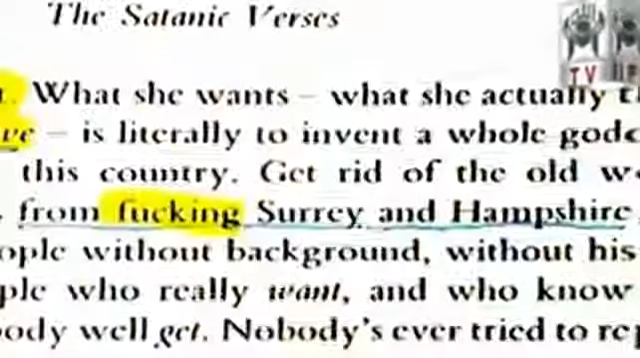 The Satanic Verses
TV
What she wants – what she actually
– is literally to invent a whole
this country. Get rid of the old
from fucking Surrey and Hampshire
without background, without his
who really want, and who know
well get. Nobody's ever tried to